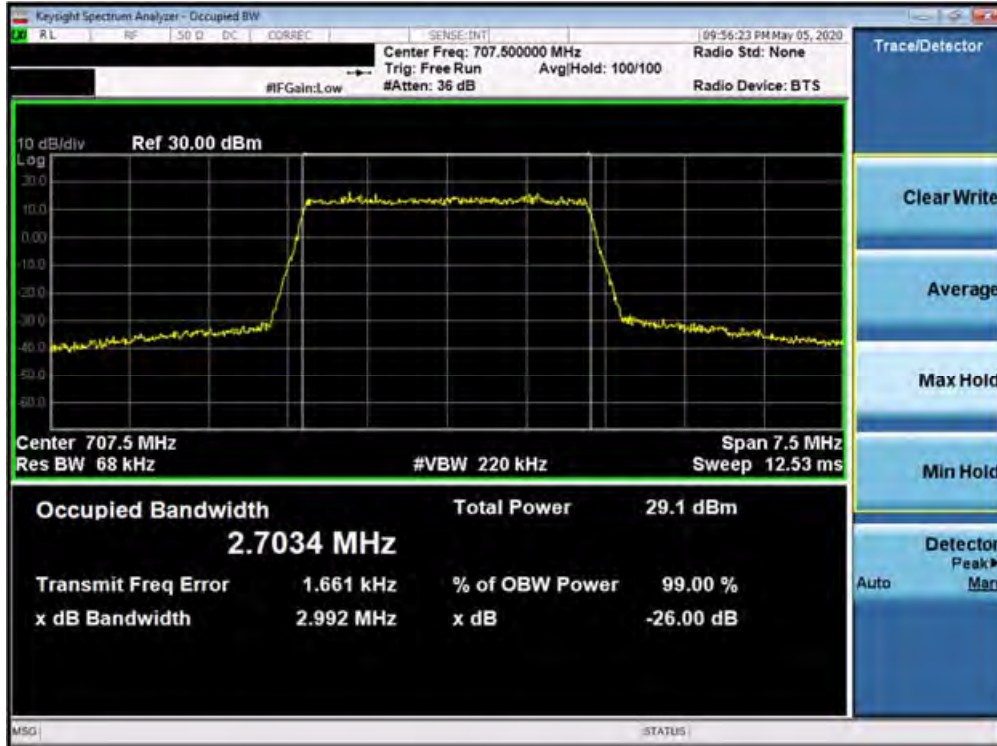 Keysight Spectrum Analyzer - Occupied BW
RL RF 50 Ω DC CORREC SENSE:INT 09:56:23 PM May 05, 2020
Center Freq: 707.500000 MHz Radio Std: None
Trig: Free Run Avg|Hold: 100/100
#IFGain:Low #Atten: 36 dB Radio Device: BTS
10 dB/div Ref 30.00 dBm
Log
20.0
10.0
0.00
-10.0
-20.0
-30.0
-40.0
-50.0
-60.0
Center 707.5 MHz Span 7.5 MHz
Res BW 68 kHz #VBW 220 kHz Sweep 12.53 ms
Occupied Bandwidth Total Power 29.1 dBm
2.7034 MHz
Transmit Freq Error 1.661 kHz % of OBW Power 99.00 %
x dB Bandwidth 2.992 MHz x dB -26.00 dB
MSG STATUS
Trace/Detector
Clear Write
Average
Max Hold
Min Hold
Detector
Peak
Auto Man